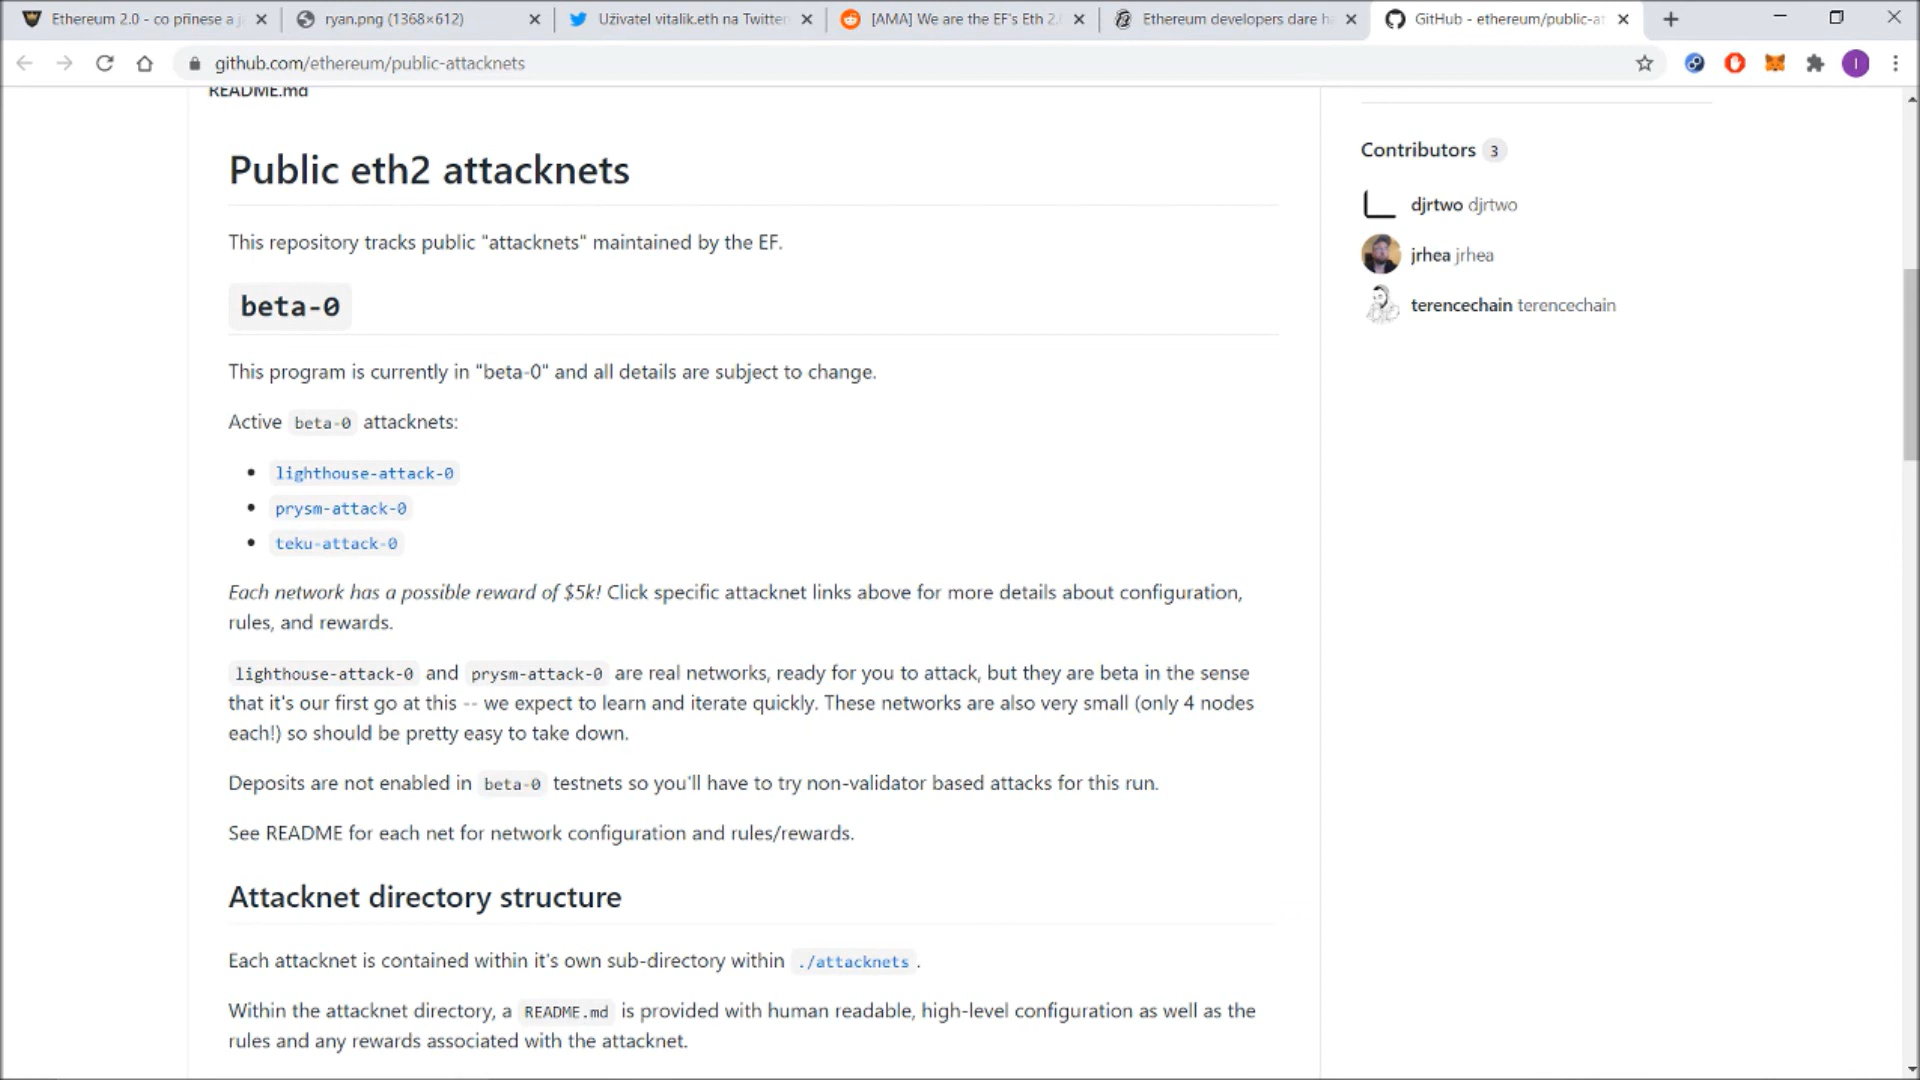 Ethereum 2.0 - co přinese a j
ryan.png (1368×612)
Uživatel vitalik.eth na Twitter
[AMA] We are the EF's Eth 2.
Ethereum developers dare h
GitHub - ethereum/public-at
github.com/ethereum/public-attacknets
I
README.md
Public eth2 attacknets
This repository tracks public "attacknets" maintained by the EF.
beta-0
This program is currently in "beta-0" and all details are subject to change.
Active beta-0 attacknets:
lighthouse-attack-0
prysm-attack-0
teku-attack-0
Each network has a possible reward of $5k! Click specific attacknet links above for more details about configuration,
rules, and rewards.
lighthouse-attack-0 and prysm-attack-0 are real networks, ready for you to attack, but they are beta in the sense
that it's our first go at this -- we expect to learn and iterate quickly. These networks are also very small (only 4 nodes
each!) so should be pretty easy to take down.
Deposits are not enabled in beta-0 testnets so you'll have to try non-validator based attacks for this run.
See README for each net for network configuration and rules/rewards.
Attacknet directory structure
Each attacknet is contained within it's own sub-directory within ./attacknets .
Within the attacknet directory, a README.md is provided with human readable, high-level configuration as well as the
rules and any rewards associated with the attacknet.
Contributors 3
djrtwo djrtwo
jrhea jrhea
terencechain terencechain